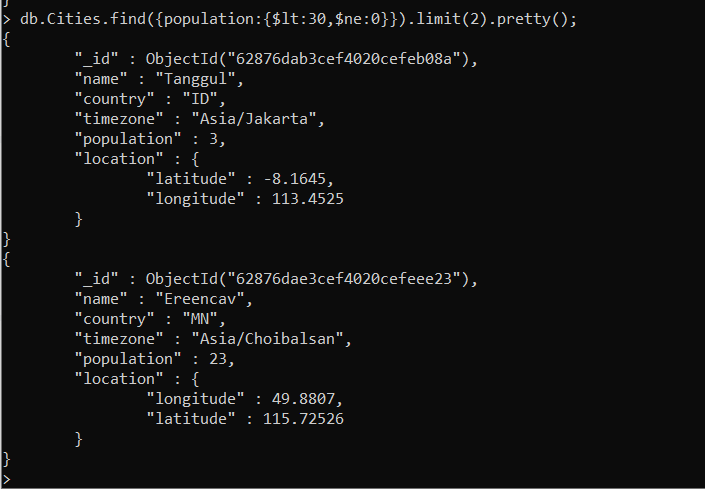 }
> db.Cities.find({population:{$lt:30,$ne:0}}).limit(2).pretty();
{
        "_id" : ObjectId("62876dab3cef4020cefeb08a"),
        "name" : "Tanggul",
        "country" : "ID",
        "timezone" : "Asia/Jakarta",
        "population" : 3,
        "location" : {
                "latitude" : -8.1645,
                "longitude" : 113.4525
        }
}
{
        "_id" : ObjectId("62876dae3cef4020cefeee23"),
        "name" : "Ereencav",
        "country" : "MN",
        "timezone" : "Asia/Choibalsan",
        "population" : 23,
        "location" : {
                "longitude" : 49.8807,
                "latitude" : 115.72526
        }
}
>